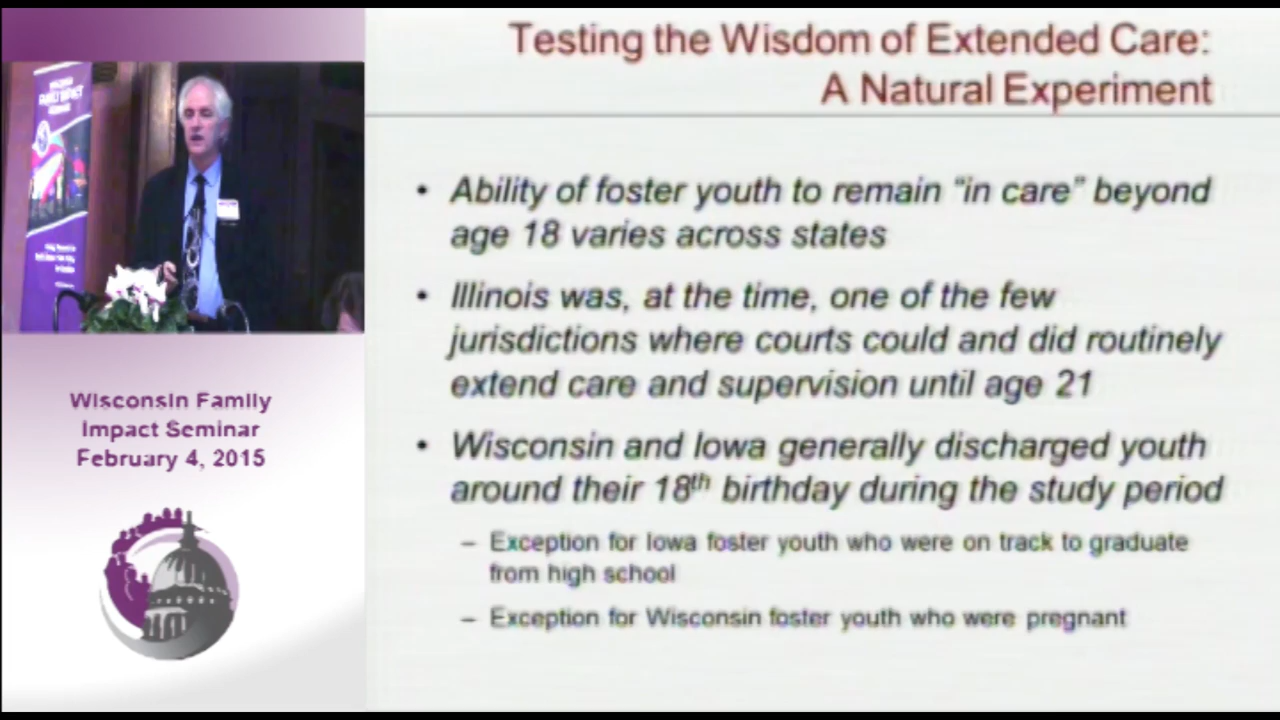 Testing the Wisdom of Extended Care:
A Natural Experiment
• Ability of foster youth to remain “in care” beyond
age 18 varies across states
• Illinois was, at the time, one of the few
jurisdictions where courts could and did routinely
extend care and supervision until age 21
• Wisconsin and Iowa generally discharged youth
around their 18th birthday during the study period
– Exception for Iowa foster youth who were on track to graduate
from high school
– Exception for Wisconsin foster youth who were pregnant
Wisconsin Family
Impact Seminar
February 4, 2015